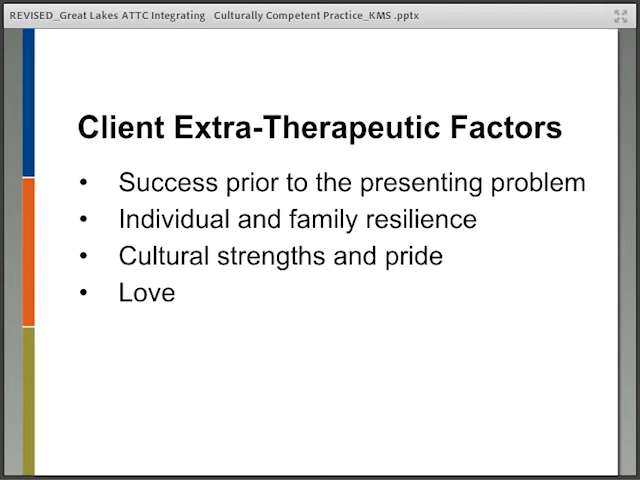 REVISED_Great Lakes ATTC Integrating Culturally Competent Practice_KMS .pptx
Client Extra-Therapeutic Factors
• Success prior to the presenting problem
• Individual and family resilience
• Cultural strengths and pride
• Love